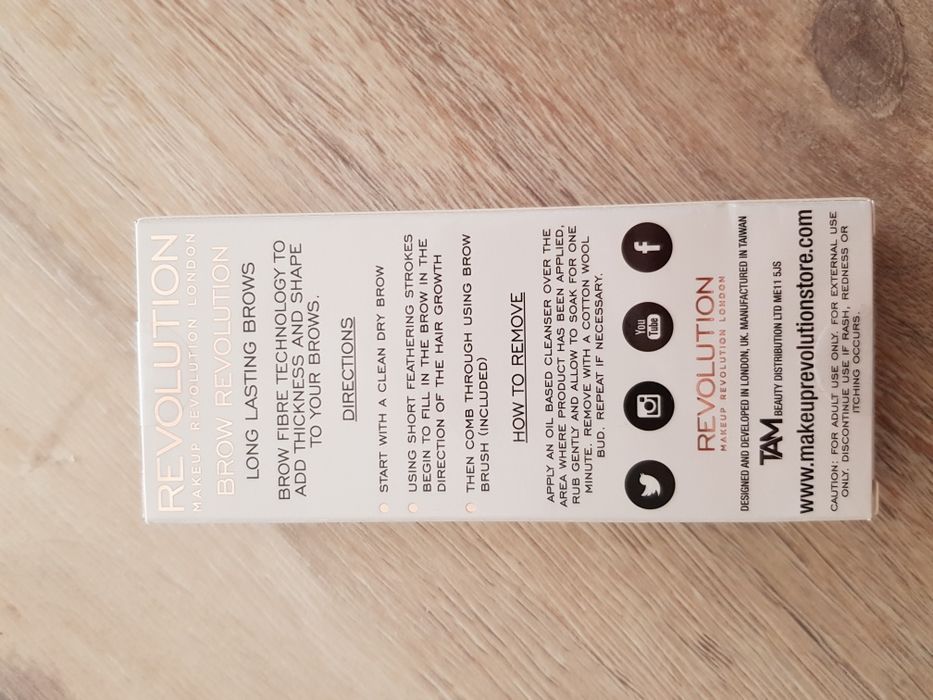 REVOLUTION
MAKEUP REVOLUTION LONDON
BROW REVOLUTION
LONG LASTING BROWS
BROW FIBRE TECHNOLOGY TO
ADD THICKNESS AND SHAPE
TO YOUR BROWS.
DIRECTIONS
START WITH A CLEAN DRY BROW
USING SHORT FEATHERING STROKES
BEGIN TO FILL IN THE BROW IN THE
DIRECTION OF THE HAIR GROWTH
THEN COMB THROUGH USING BROW
BRUSH (INCLUDED)
HOW TO REMOVE
APPLY AN OIL BASED CLEANSER OVER THE
AREA WHERE PRODUCT HAS BEEN APPLIED,
RUB GENTLY AND ALLOW TO SOAK FOR ONE
MINUTE. REMOVE WITH A COTTON WOOL
BUD. REPEAT IF NECESSARY.
You
Tube
f
REVOLUTION
MAKEUP REVOLUTION LONDON
DESIGNED AND DEVELOPED IN LONDON, UK. MANUFACTURED IN TAIWAN
TAM BEAUTY DISTRIBUTION LTD ME11 5JS
www.makeuprevolutionstore.com
CAUTION: FOR ADULT USE ONLY. FOR EXTERNAL USE
ONLY. DISCONTINUE USE IF RASH, REDNESS OR
ITCHING OCCURS.